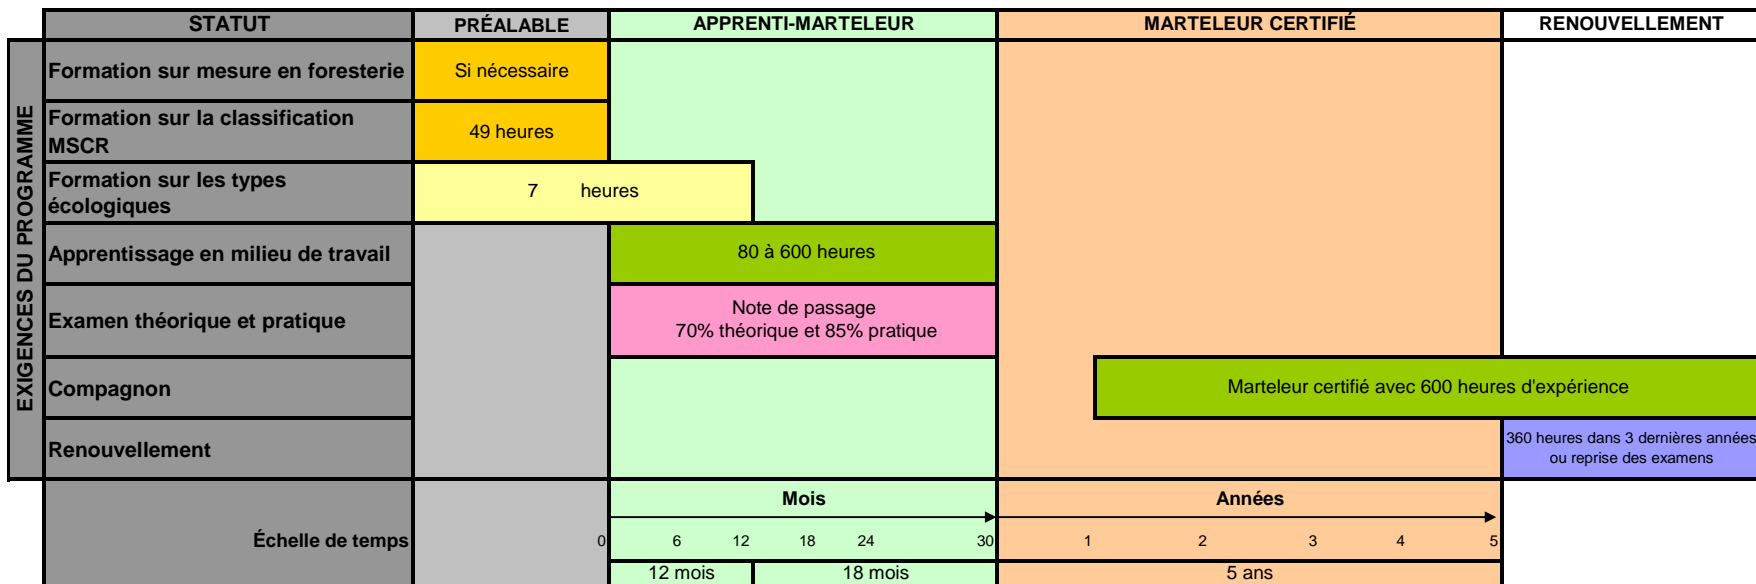 STATUT
PRÉALABLE
APPRENTI-MARTELEUR
MARTELEUR CERTIFIÉ
RENOUVELLEMENT
EXIGENCES DU PROGRAMME
Formation sur mesure en foresterie
Si nécessaire
Formation sur la classification
MSCR
49 heures
Formation sur les types
écologiques
7 heures
Apprentissage en milieu de travail
80 à 600 heures
Examen théorique et pratique
Note de passage
70% théorique et 85% pratique
Compagnon
Marteleur certifié avec 600 heures d'expérience
Renouvellement
360 heures dans 3 dernières années
ou reprise des examens
Mois
Années
Échelle de temps
0 6 12 18 24 30 1 2 3 4 5
12 mois
18 mois
5 ans